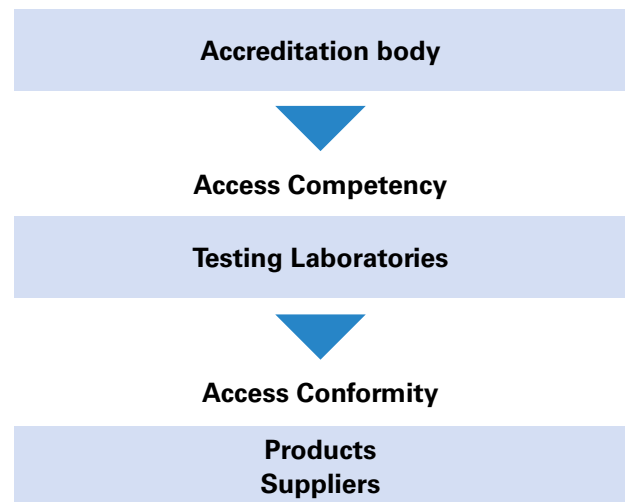 Accreditation body
Access Competency
Testing Laboratories
Access Conformity
Products
Suppliers